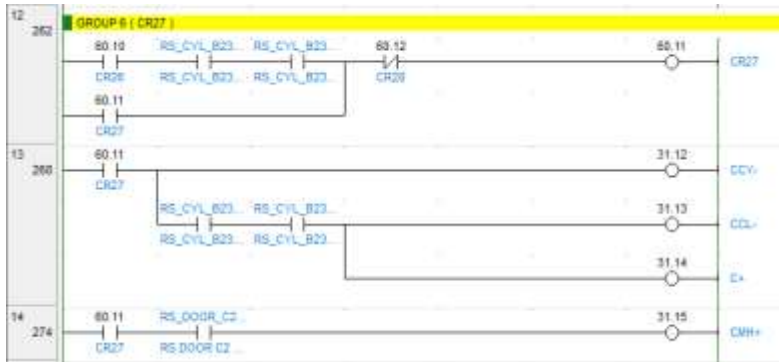 12
262
GROUP 6 ( CR27 )
60.10 RS_CYL_B23... RS_CYL_B23... 60.12 60.11
CR26 RS_CYL_B23... RS_CYL_B23... CR28 CR27
60.11
CR27
13
268
60.11 31.12
CR27 CCY-
RS_CYL_B23... RS_CYL_B23... 31.13
RS_CYL_B23... RS_CYL_B23... CCL-
31.14
C+
14
274
60.11 RS_DOOR_C2... 31.15
CR27 RS DOOR C2... CMH+